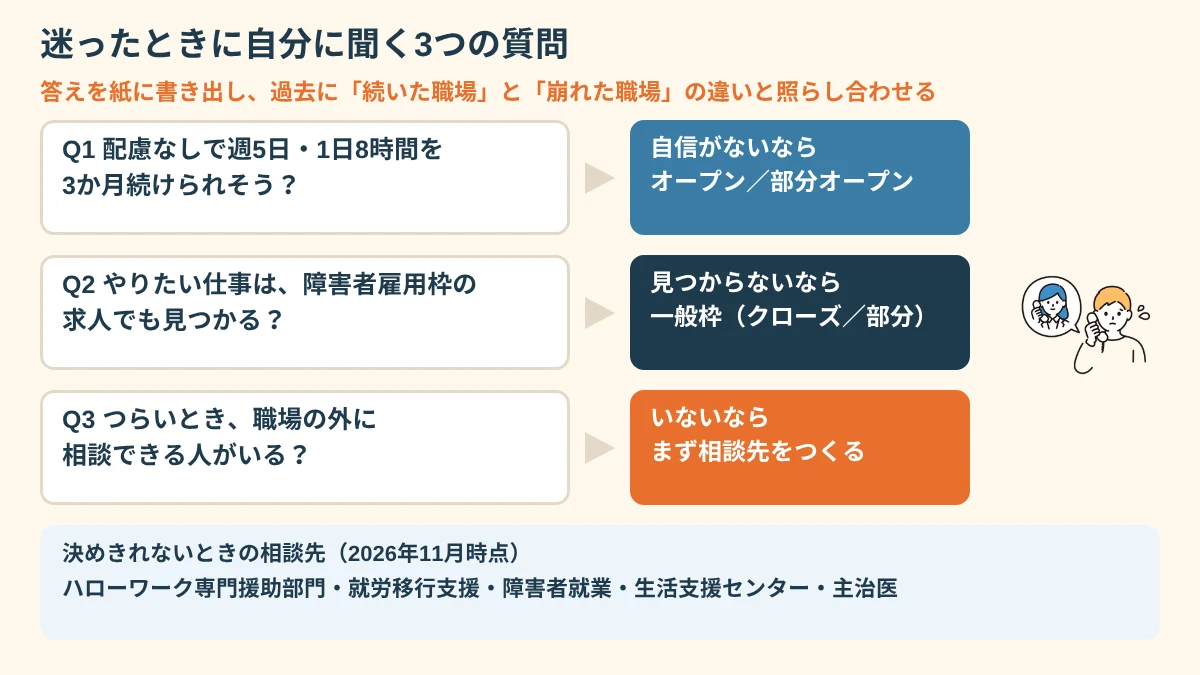 迷ったときに自分に聞く3つの質問
答えを紙に書き出し、過去に「続いた職場」と「崩れた職場」の違いと照らし合わせる
Q1 配慮なしで週5日・1日8時間を
3か月続けられそう？
自信がないなら
オープン／部分オープン
Q2 やりたい仕事は、障害者雇用枠の
求人でも見つかる？
見つからないなら
一般枠（クローズ／部分）
Q3 つらいとき、職場の外に
相談できる人がいる？
いないなら
まず相談先をつくる
決めきれないときの相談先（2026年11月時点）
ハローワーク専門援助部門・就労移行支援・障害者就業・生活支援センター・主治医